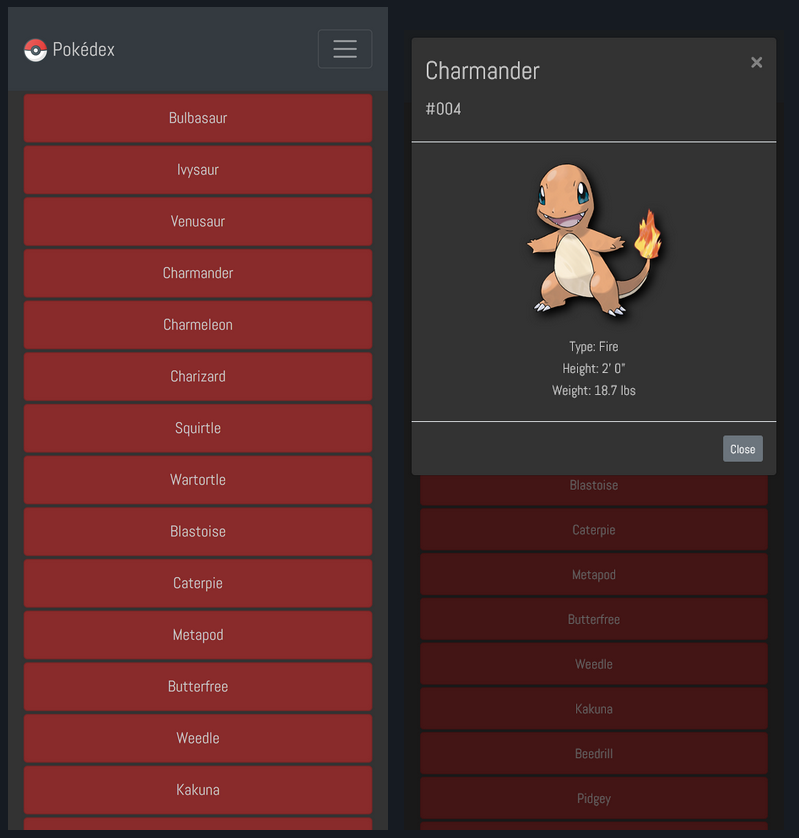 Pokédex
Bulbasaur
Ivysaur
Venusaur
Charmander
Charmeleon
Charizard
Squirtle
Wartortle
Blastoise
Caterpie
Metapod
Butterfree
Weedle
Kakuna
Charmander
×
#004
Type: Fire
Height: 2' 0"
Weight: 18.7 lbs
Close
Blastoise
Caterpie
Metapod
Butterfree
Weedle
Kakuna
Beedrill
Pidgey